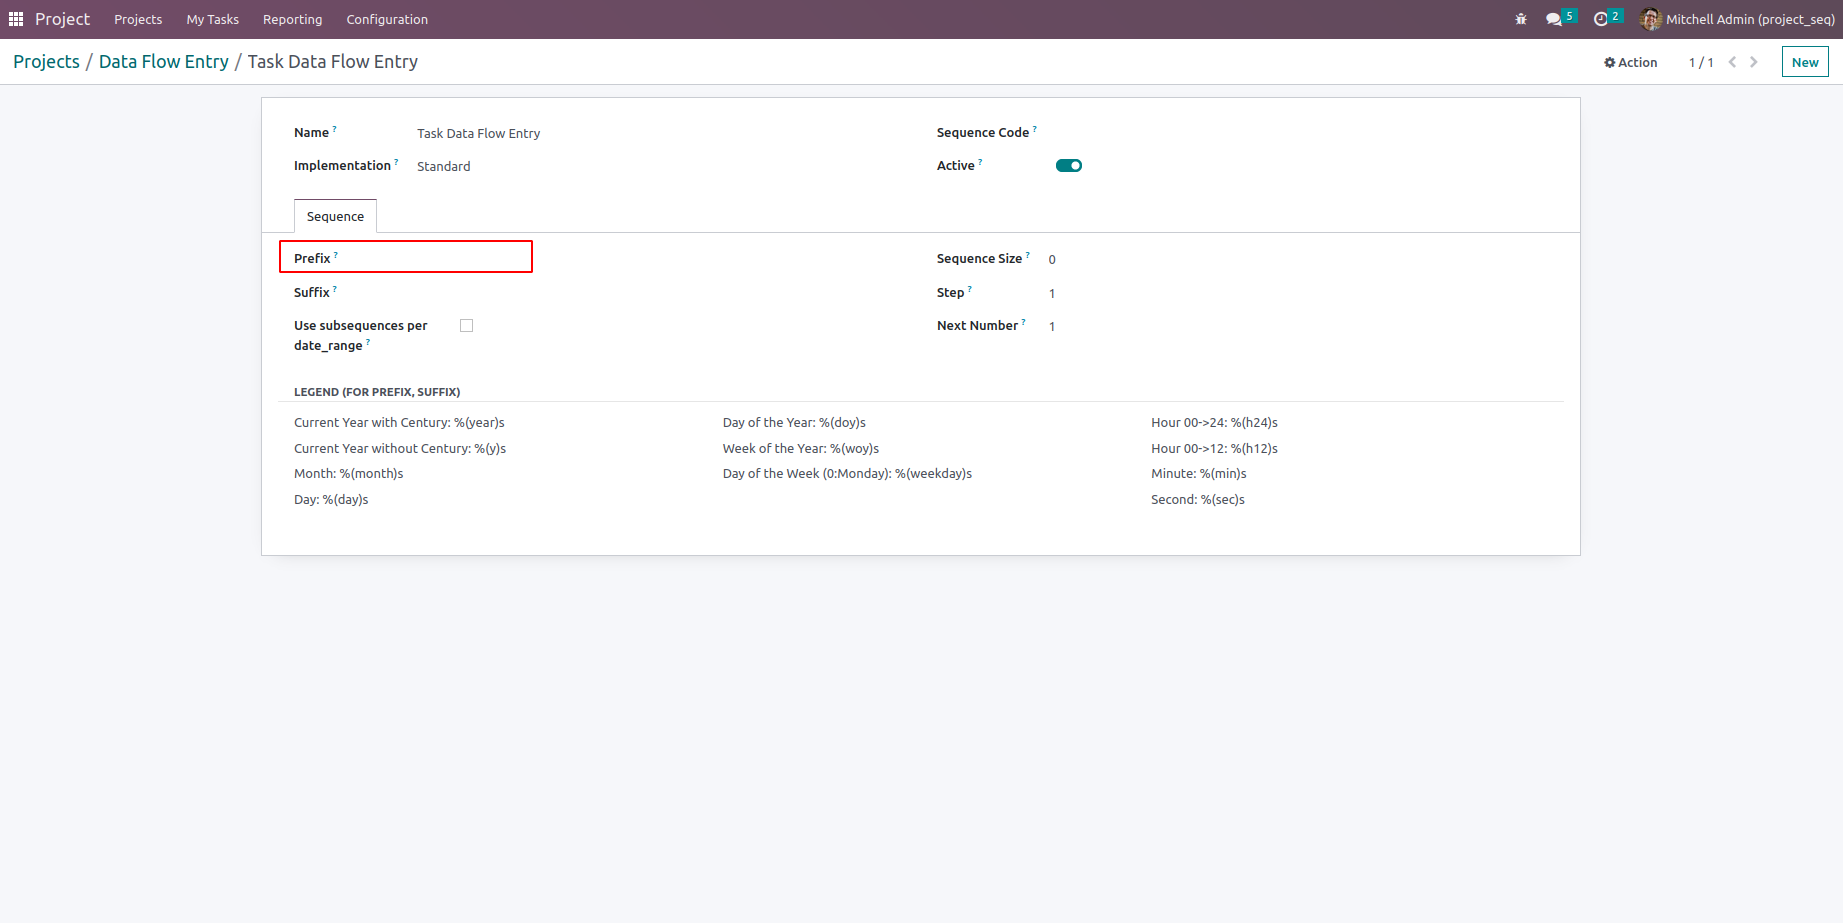 Project Projects My Tasks Reporting Configuration 5 2 Mitchell Admin (project_seq)
Projects / Data Flow Entry / Task Data Flow Entry Action 1 / 1 New
Name ? Task Data Flow Entry Sequence Code ?
Implementation ? Standard Active ?
Sequence
Prefix ? Sequence Size ? 0
Suffix ? Step ? 1
Use subsequences per Next Number ? 1
date_range ?
LEGEND (FOR PREFIX, SUFFIX)
Current Year with Century: %(year)s Day of the Year: %(doy)s Hour 00->24: %(h24)s
Current Year without Century: %(y)s Week of the Year: %(woy)s Hour 00->12: %(h12)s
Month: %(month)s Day of the Week (0:Monday): %(weekday)s Minute: %(min)s
Day: %(day)s Second: %(sec)s